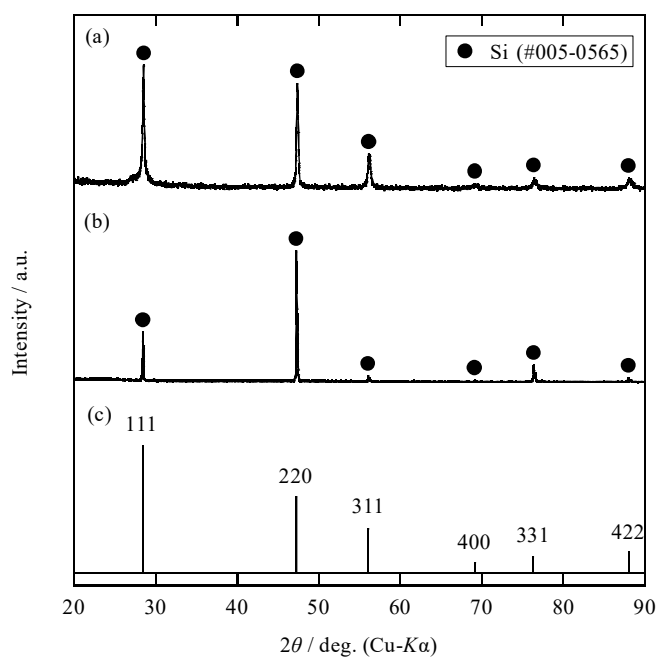 (a)
Si (#005-0565)
(b)
Intensity / a.u.
(c)
111
220
311
400
331
422
20 30 40 50 60 70 80 90
2θ / deg. (Cu-Kα)